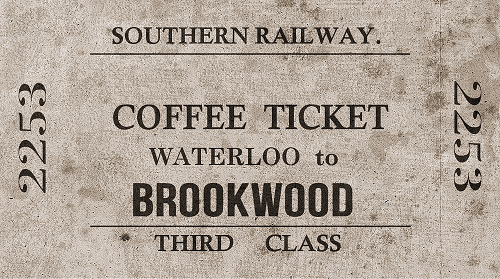 SOUTHERN RAILWAY.
2253
COFFEE TICKET
WATERLOO to
BROOKWOOD
THIRD CLASS
2253